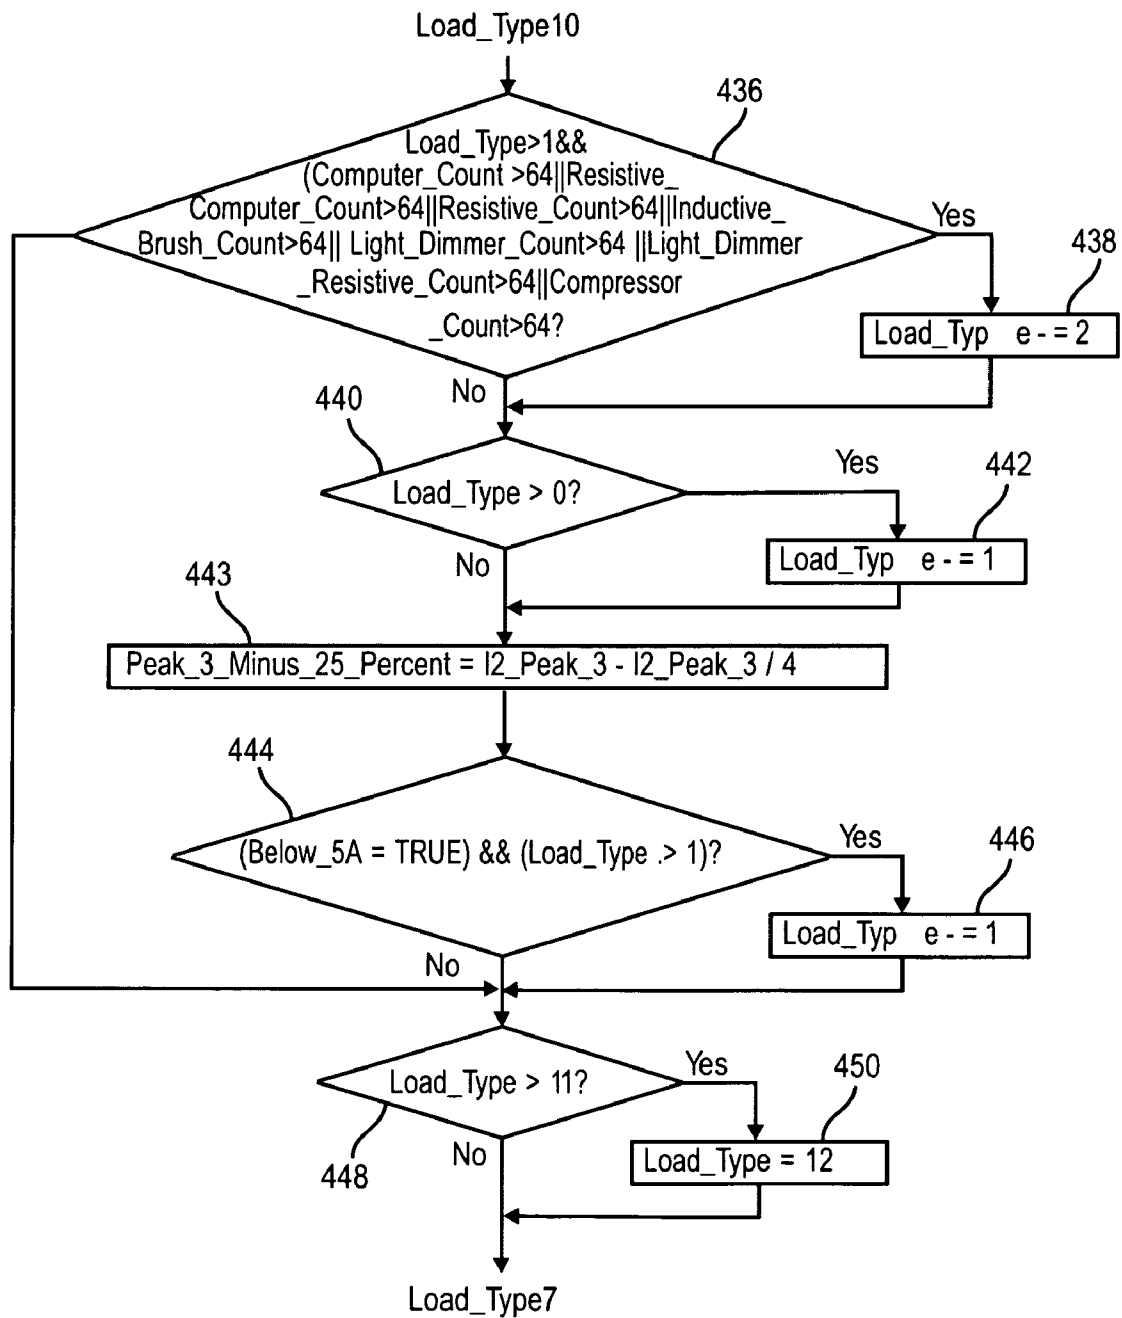 Load_Type10
436
Load_Type>1&&
(Computer_Count >64||Resistive_
Computer_Count>64||Resistive_Count>64||Inductive_
Brush_Count>64|| Light_Dimmer_Count>64 ||Light_Dimmer
_Resistive_Count>64||Compressor
_Count>64?
Yes
438
Load_Typ e - = 2
No
440
Load_Type > 0?
Yes
442
Load_Typ e - = 1
No
443
Peak_3_Minus_25_Percent = I2_Peak_3 - I2_Peak_3 / 4
444
(Below_5A = TRUE) && (Load_Type .> 1)?
Yes
446
Load_Typ e - = 1
No
Load_Type > 11?
Yes
450
448
No
Load_Type = 12
Load_Type7